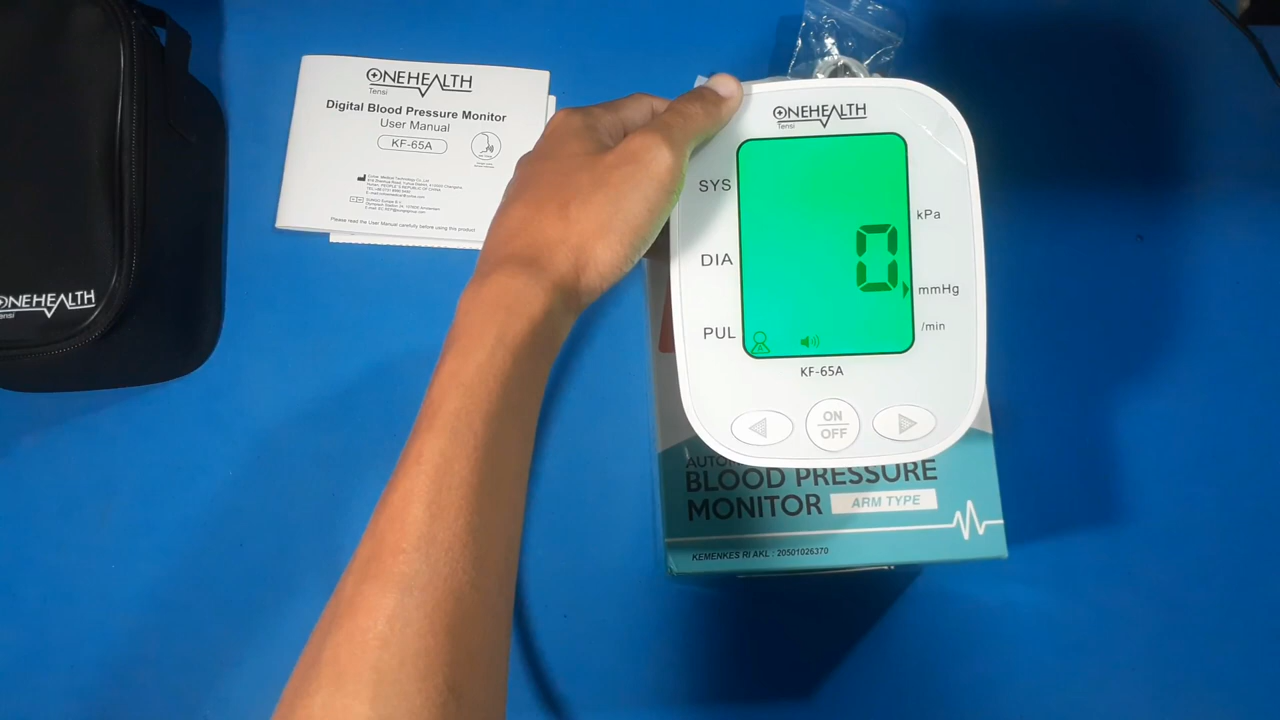 ONEHEALTH
Tensi
Digital Blood Pressure Monitor
User Manual
KF-65A
Please read the User Manual carefully before using this product
ONEHEALTH
Tensi
ONEHEALTH
Tensi
SYS
DIA
PUL
0
kPa
mmHg
/min
KF-65A
ON
OFF
BLOOD PRESSURE
MONITOR ARM TYPE
KEMENKES RI AKL : 20501026370